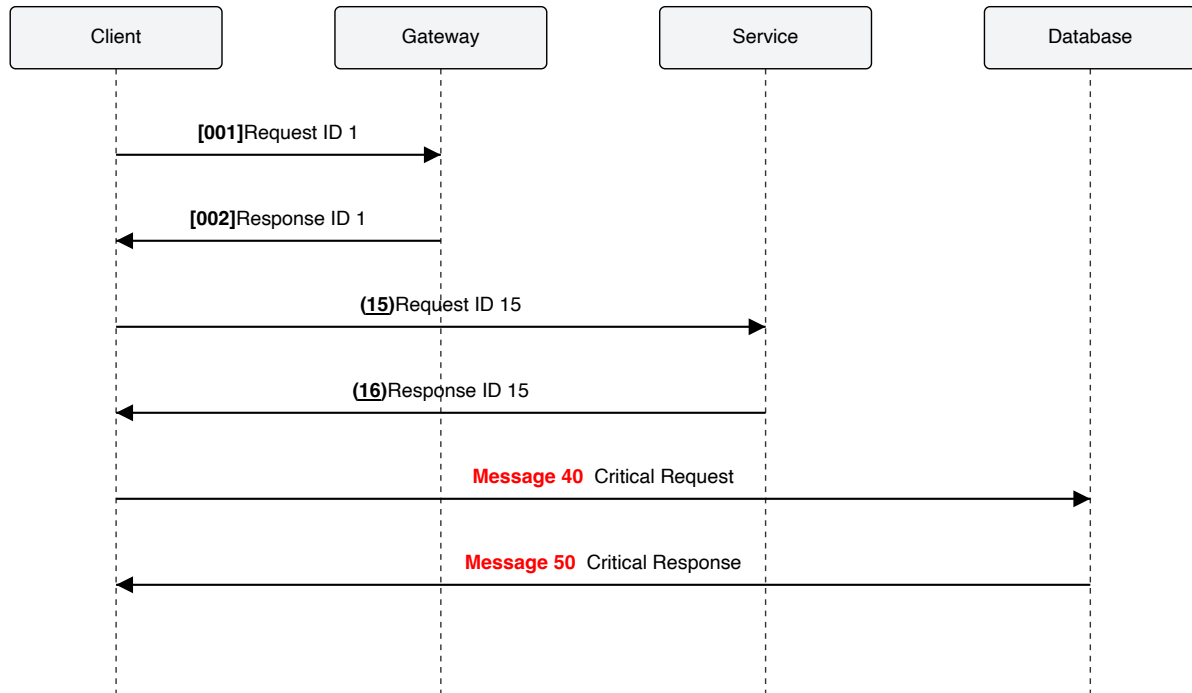 Client
Gateway
Service
Database
[001]Request ID 1
[002]Response ID 1
(15)Request ID 15
(16)Response ID 15
Message 40 Critical Request
Message 50 Critical Response